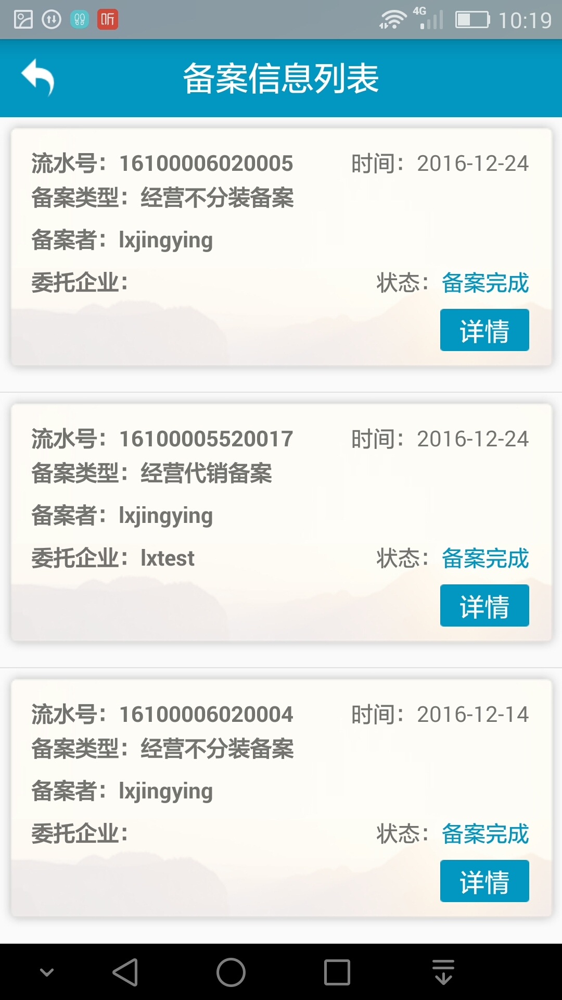 听
4G
10:19
备案信息列表
流水号：16100006020005 时间：2016-12-24
备案类型：经营不分装备案
备案者：lxjingying
委托企业： 状态：备案完成
详情
流水号：16100005520017 时间：2016-12-24
备案类型：经营代销备案
备案者：lxjingying
委托企业：lxtest 状态：备案完成
详情
流水号：16100006020004 时间：2016-12-14
备案类型：经营不分装备案
备案者：lxjingying
委托企业： 状态：备案完成
详情